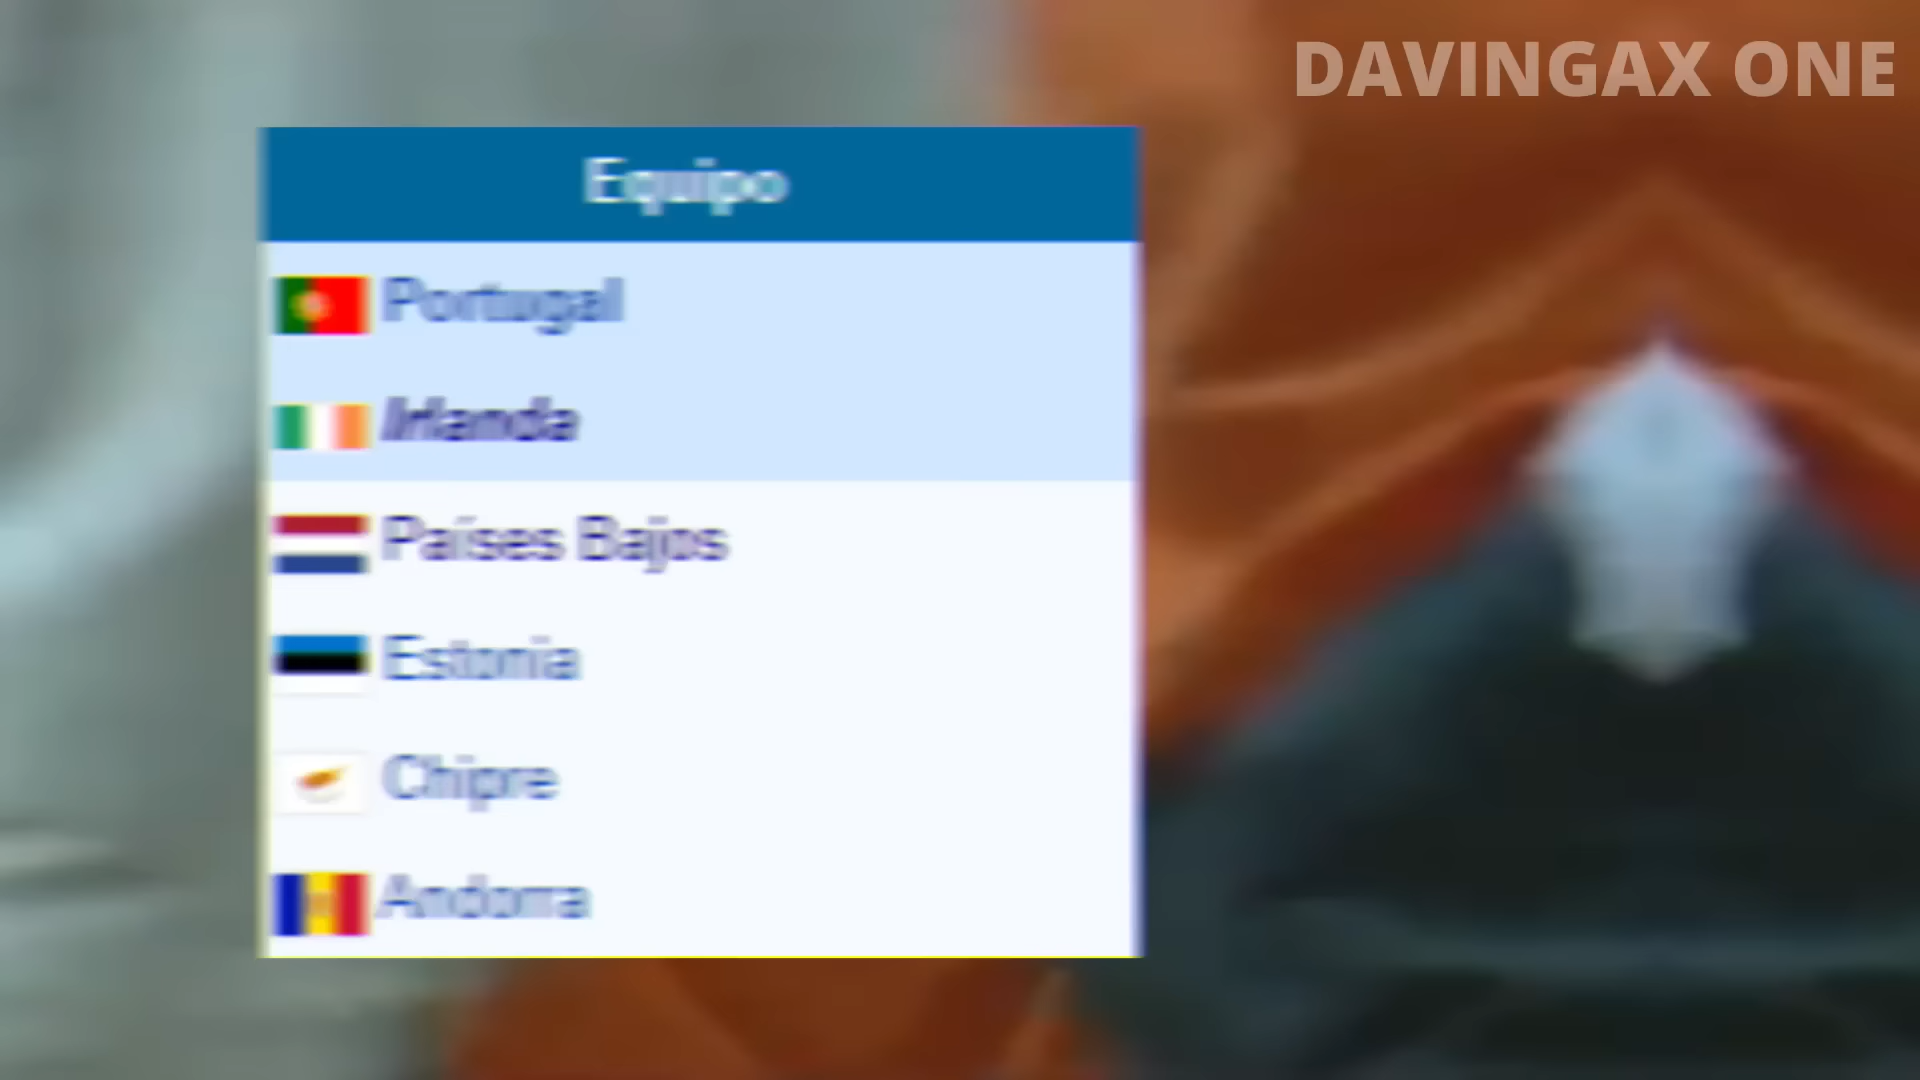 DAVINGAX ONE
Equipo
Portugal
Irlanda
Países Bajos
Estonia
Chipre
Andorra